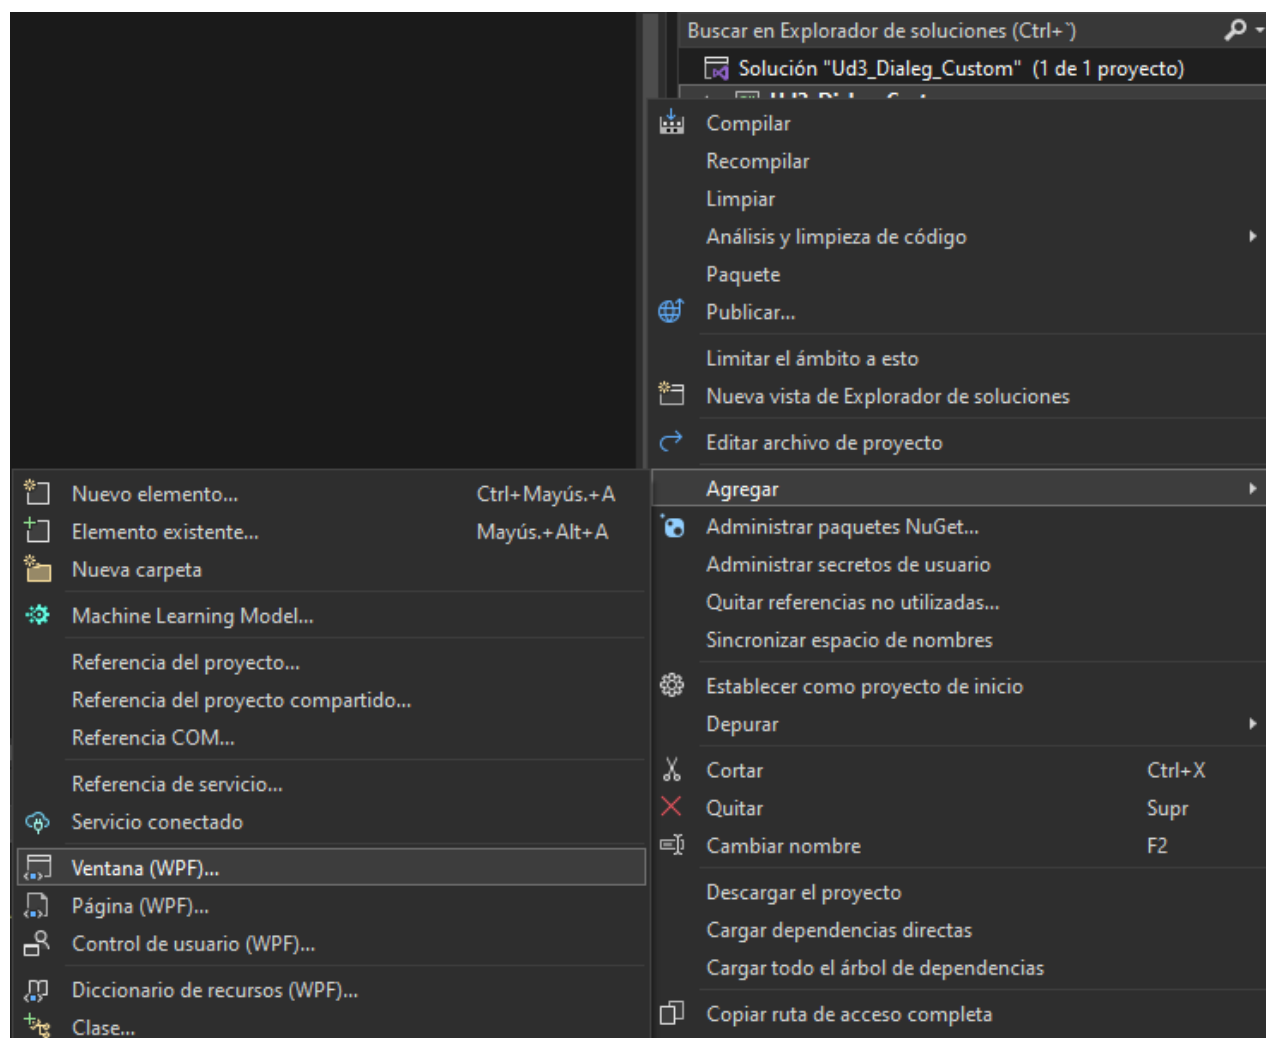 Buscar en Explorador de soluciones (Ctrl+`)
Solución "Ud3_Dialeg_Custom" (1 de 1 proyecto)
Compilar
Recompilar
Limpiar
Análisis y limpieza de código
Paquete
Publicar...
Limitar el ámbito a esto
Nueva vista de Explorador de soluciones
Editar archivo de proyecto
Agregar
Administrar paquetes NuGet...
Administrar secretos de usuario
Quitar referencias no utilizadas...
Sincronizar espacio de nombres
Establecer como proyecto de inicio
Depurar
Cortar Ctrl+X
Quitar Supr
Cambiar nombre F2
Descargar el proyecto
Cargar dependencias directas
Cargar todo el árbol de dependencias
Copiar ruta de acceso completa
Nuevo elemento... Ctrl+Mayús.+A
Elemento existente... Mayús.+Alt+A
Nueva carpeta
Machine Learning Model...
Referencia del proyecto...
Referencia del proyecto compartido...
Referencia COM...
Referencia de servicio...
Servicio conectado
Ventana (WPF)...
Página (WPF)...
Control de usuario (WPF)...
Diccionario de recursos (WPF)...
Clase...